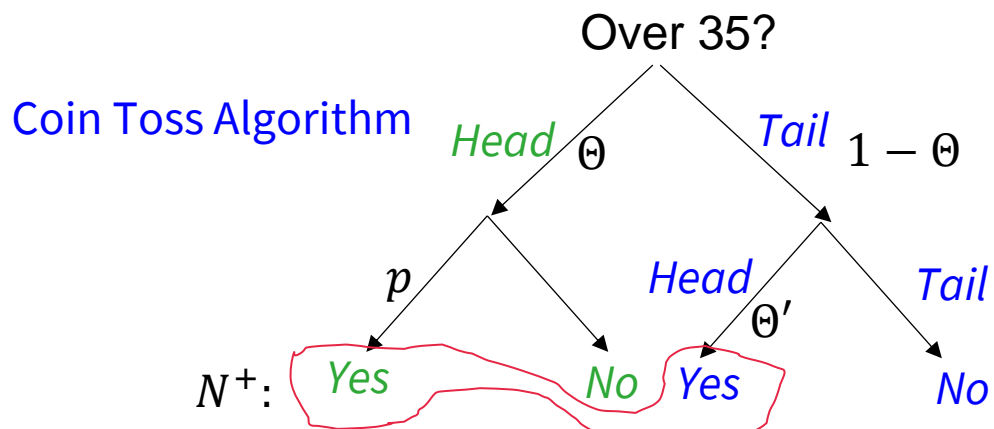 Over 35?
Coin Toss Algorithm
Head Θ
Tail 1 − Θ
p
Head Θ′
Tail
N⁺: Yes No Yes No